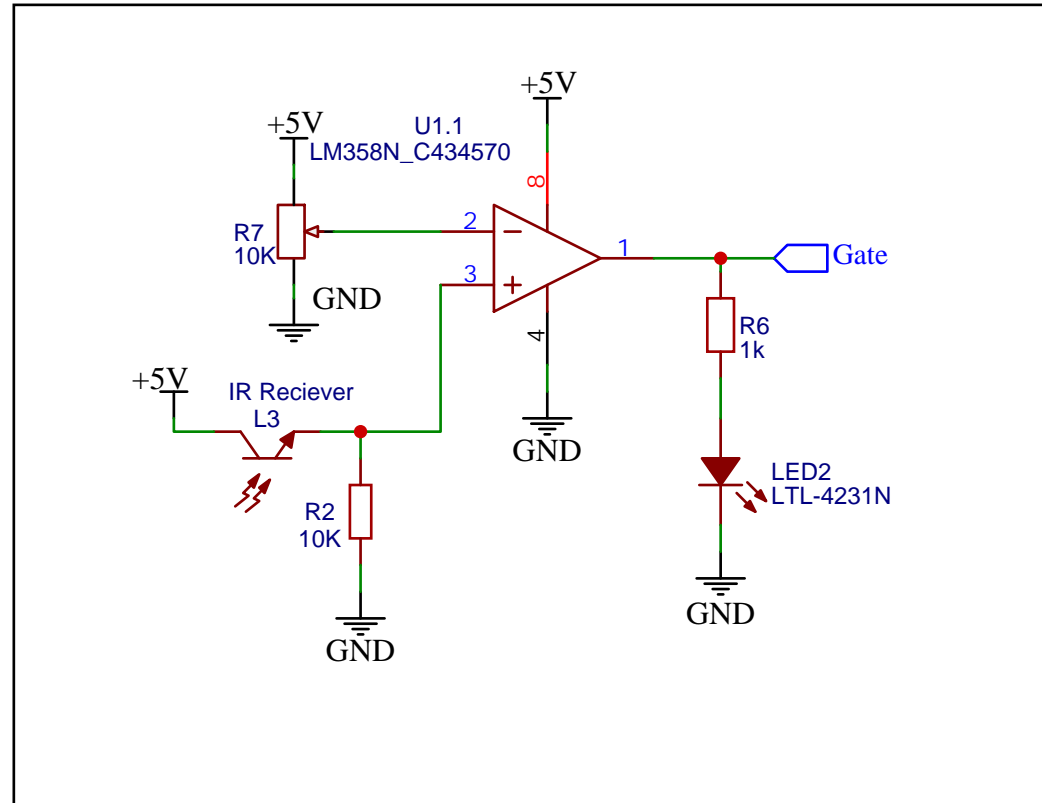 +5V
+5V
U1.1
LM358N_C434570
8
R7
10K
2
3
1
Gate
GND
4
R6
1k
+5V
IR Reciever
L3
GND
LED2
LTL-4231N
R2
10K
GND
GND